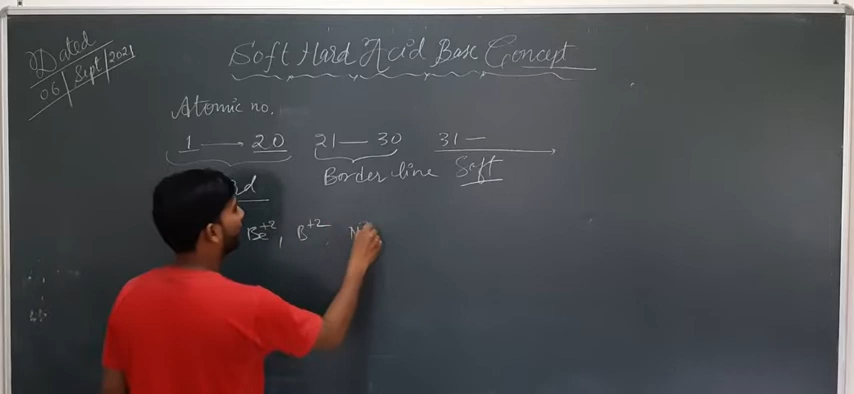 Dated
06 | Sept | 2021
Soft Hard Acid Base Concept
Atomic no.
1 → 20 21 — 30 31 —
Border line Soft
Be+2, B+2, N